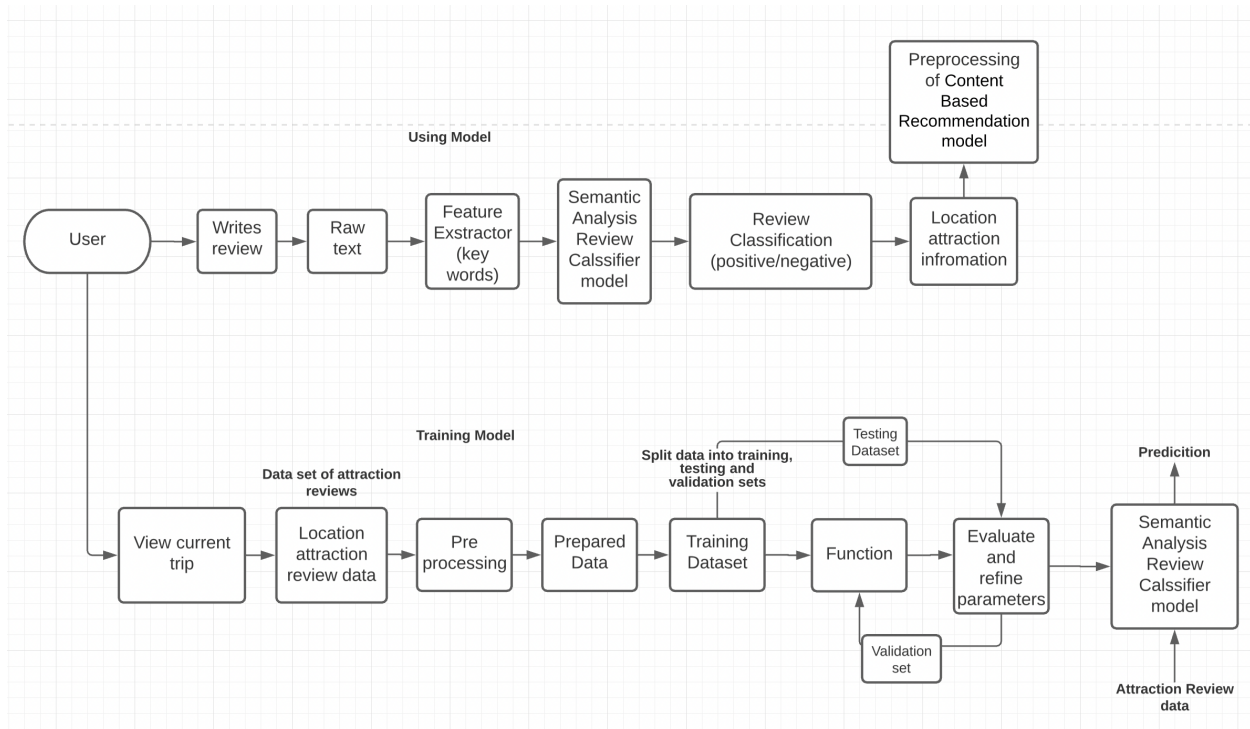 Preprocessing
of Content
Based
Recommendation
model
Using Model
User
Writes
review
Raw
text
Feature
Exstractor
(key
words)
Semantic
Analysis
Review
Calssifier
model
Review
Classification
(positive/negative)
Location
attraction
infromation
Training Model
Data set of attraction
reviews
Split data into training,
testing and
validation sets
Testing
Dataset
Predicition
View current
trip
Location
attraction
review data
Pre
processing
Prepared
Data
Training
Dataset
Function
Evaluate
and
refine
parameters
Semantic
Analysis
Review
Calssifier
model
Validation
set
Attraction Review
data